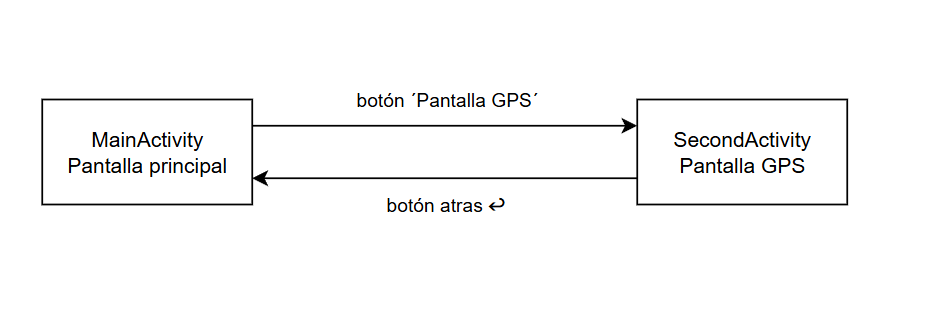 botón ´Pantalla GPS´
MainActivity
Pantalla principal
SecondActivity
Pantalla GPS
botón atras ↩